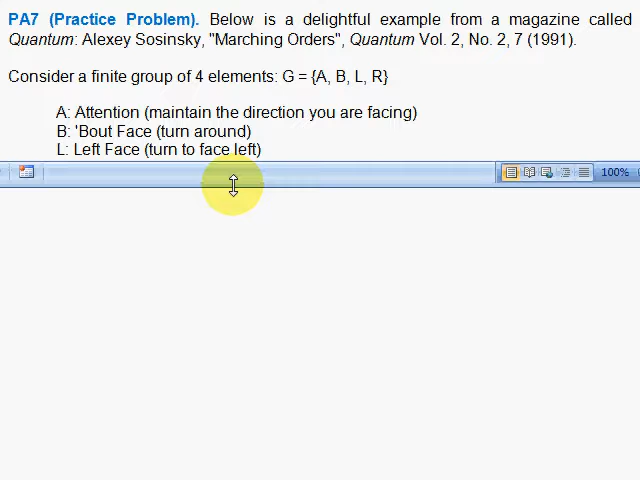 PA7 (Practice Problem). Below is a delightful example from a magazine called
Quantum: Alexey Sosinsky, "Marching Orders", Quantum Vol. 2, No. 2, 7 (1991).
Consider a finite group of 4 elements: G = {A, B, L, R}
A: Attention (maintain the direction you are facing)
B: 'Bout Face (turn around)
L: Left Face (turn to face left)
100%